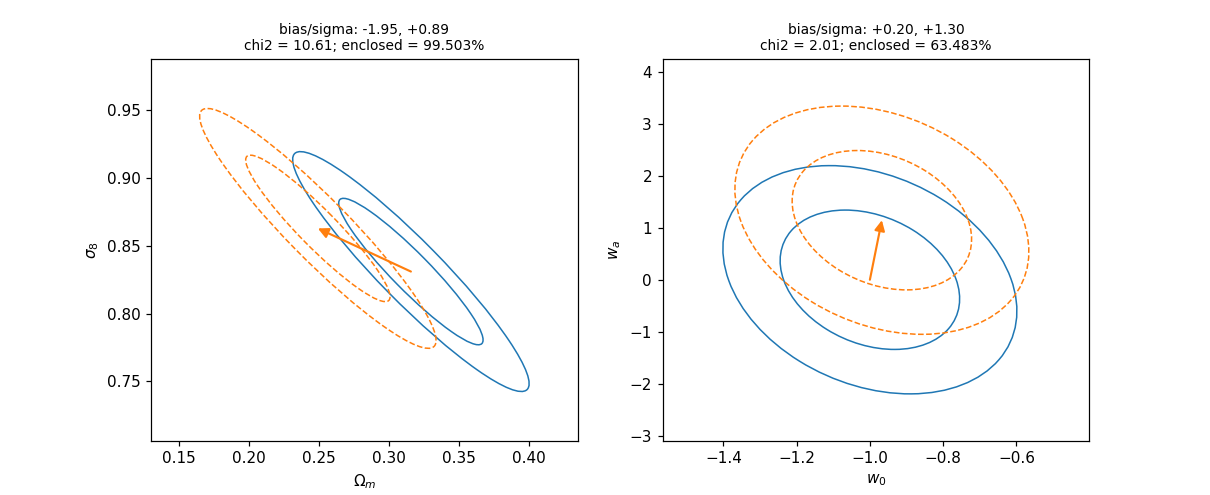 bias/sigma: -1.95, +0.89
chi2 = 10.61; enclosed = 99.503%
0.95
0.90
0.85
0.80
0.75
σ8
0.15 0.20 0.25 0.30 0.35 0.40
Ωm
bias/sigma: +0.20, +1.30
chi2 = 2.01; enclosed = 63.483%
4
3
2
1
0
−1
−2
−3
wa
−1.4 −1.2 −1.0 −0.8 −0.6
w0